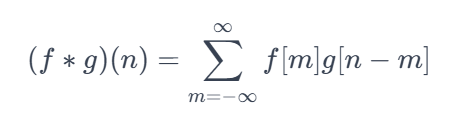 (f * g)(n) = ∑_{m=-∞}^{∞} f[m]g[n − m]